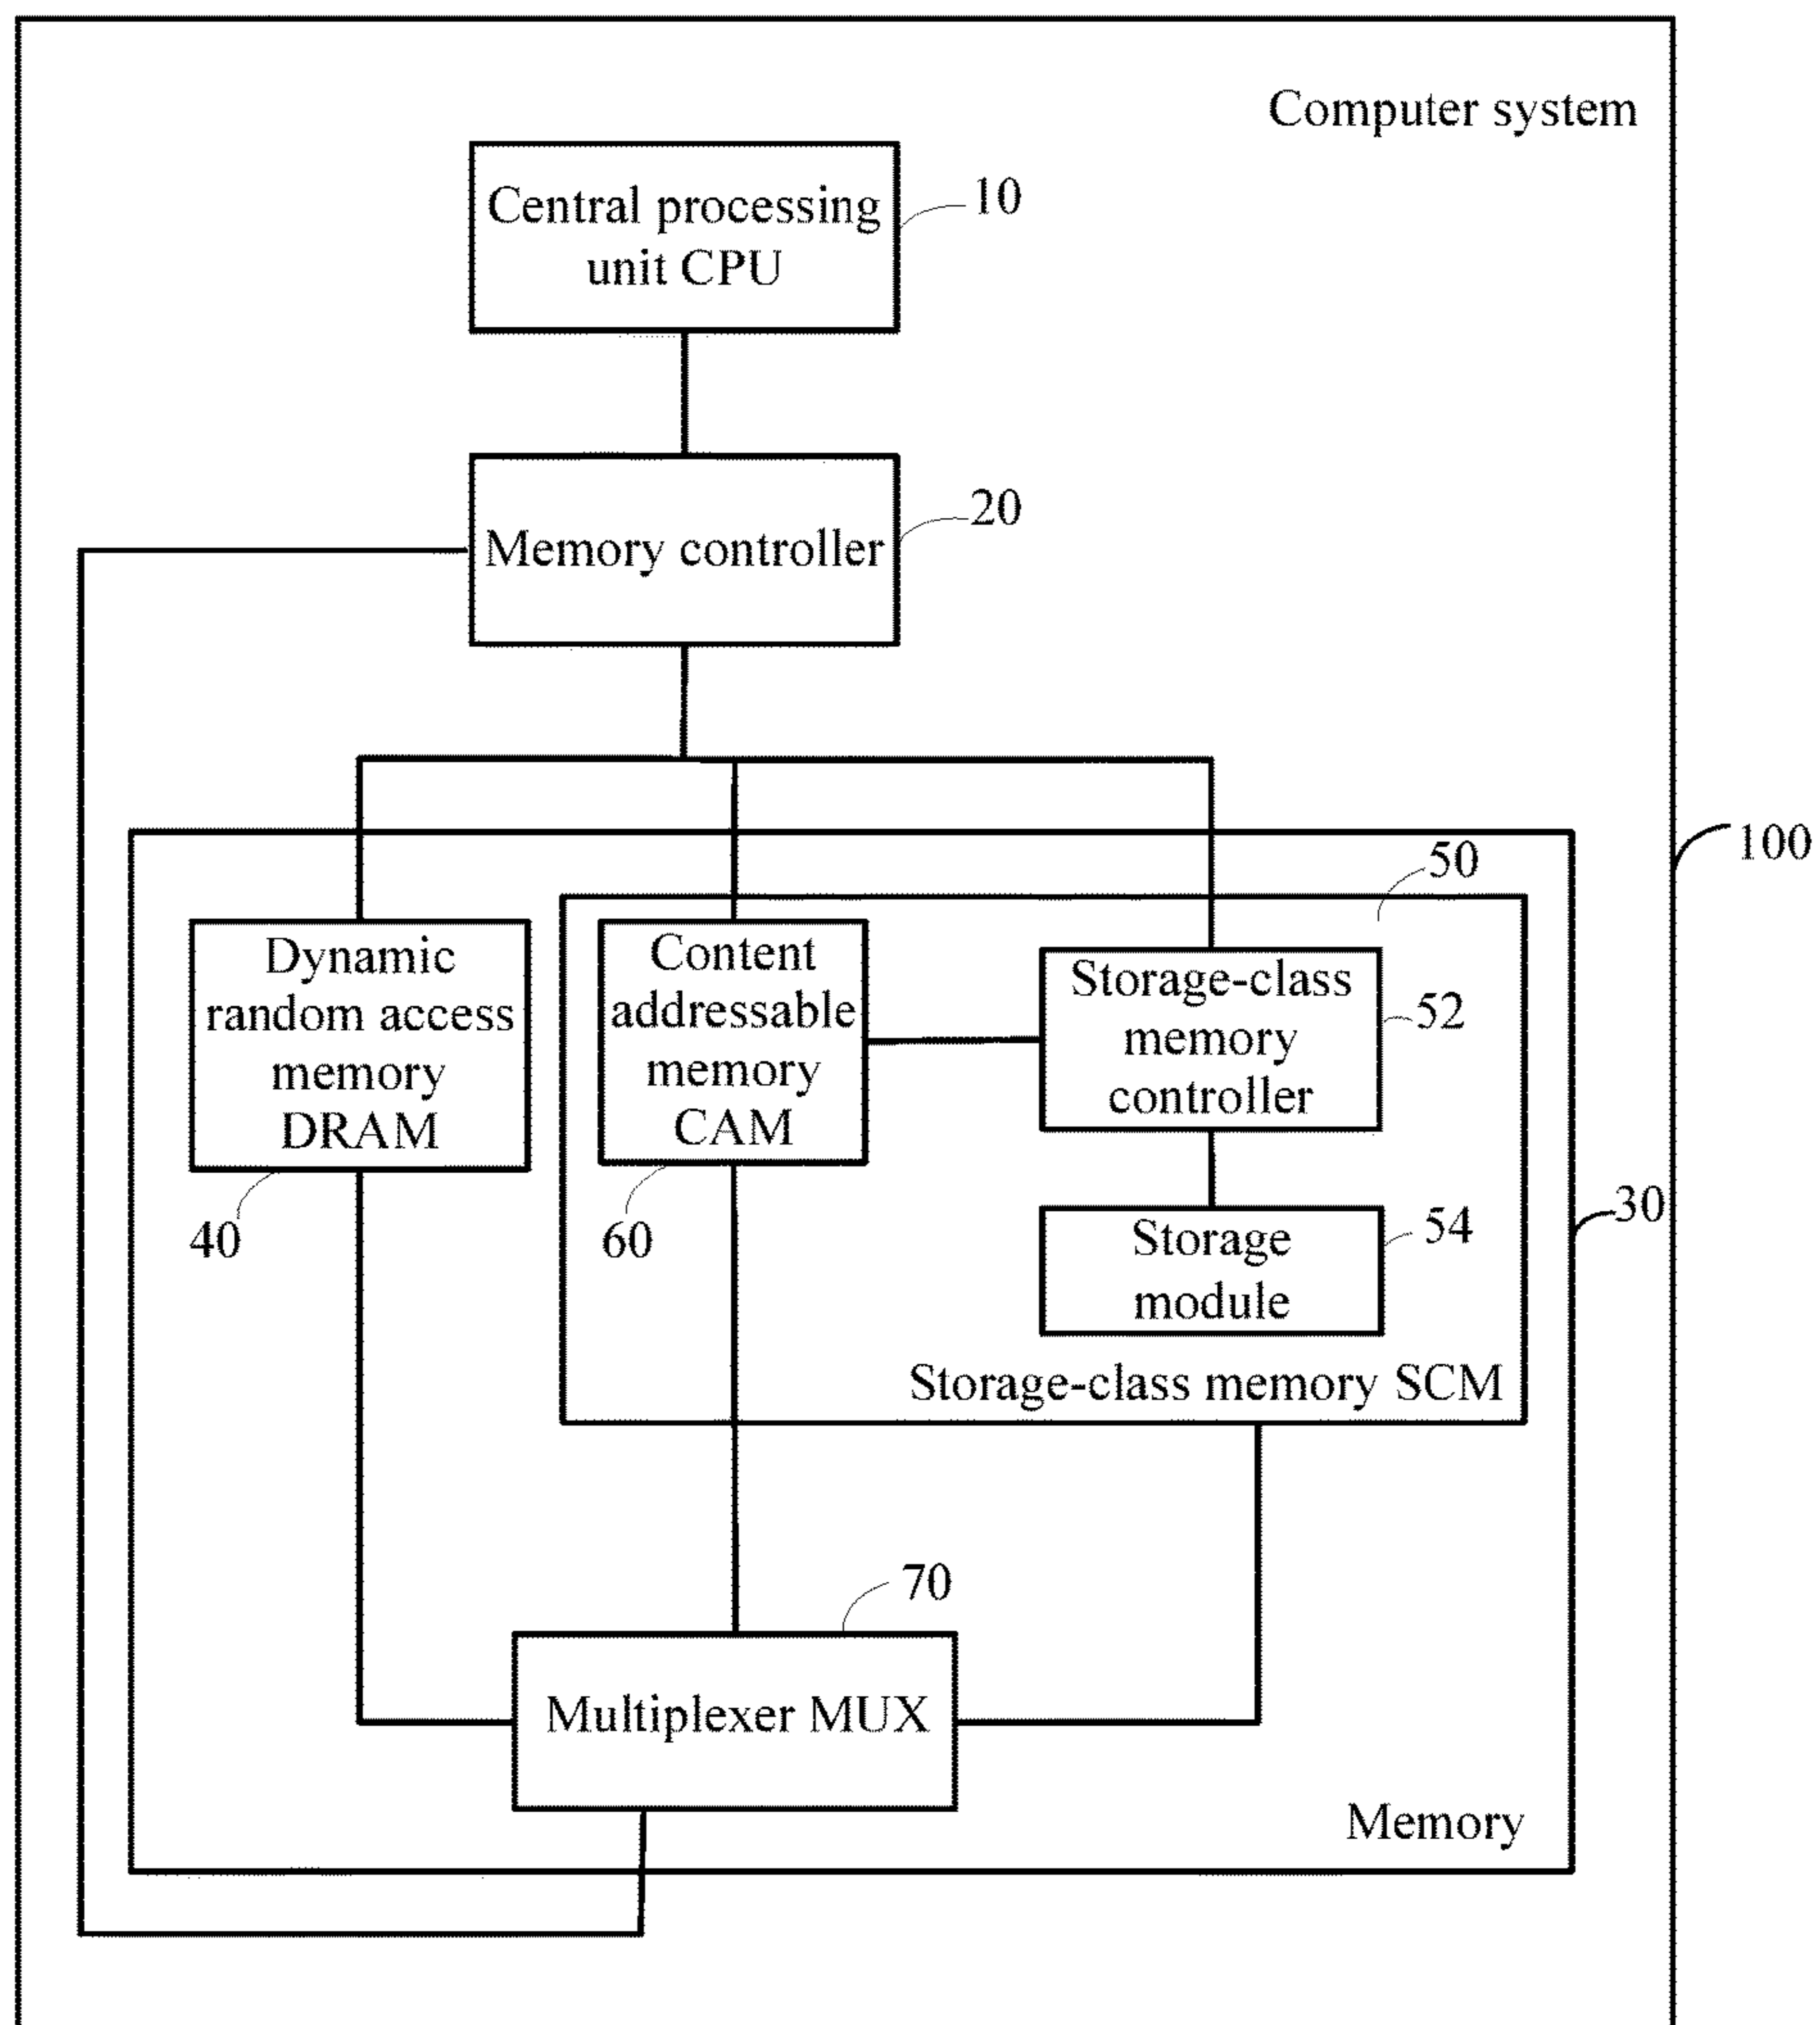 Computer system
Central processing
unit CPU
10
Memory controller
20
100
50
Dynamic
random access
memory
DRAM
40
Content
addressable
memory
CAM
60
Storage-class
memory
controller
52
Storage
module
54
30
Storage-class memory SCM
70
Multiplexer MUX
Memory